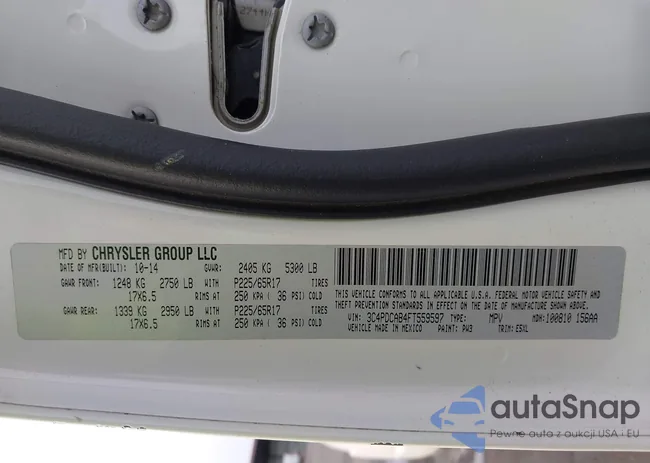 MFD BY CHRYSLER GROUP LLC
DATE OF MFR(BUILT): 10-14 GVWR: 2405 KG 5300 LB
GAWR FRONT: 1248 KG 2750 LB WITH P225/65R17 TIRES
17X6.5 RIMS AT 250 KPA ( 36 PSI) COLD
GAWR REAR: 1339 KG 2950 LB WITH P225/65R17 TIRES
17X6.5 RIMS AT 250 KPA ( 36 PSI) COLD
THIS VEHICLE CONFORMS TO ALL APPLICABLE U.S.A. FEDERAL MOTOR VEHICLE SAFETY AND
THEFT PREVENTION STANDARDS IN EFFECT ON THE DATE OF MANUFACTURE SHOWN ABOVE.
VIN: 3C4PDCAB4FT559597 TYPE: MPV MDH: 100810 156AA
VEHICLE MADE IN MEXICO PAINT: PW3 TRIM: E5XL
autaSnap
Pewne auta z aukcji USA i EU